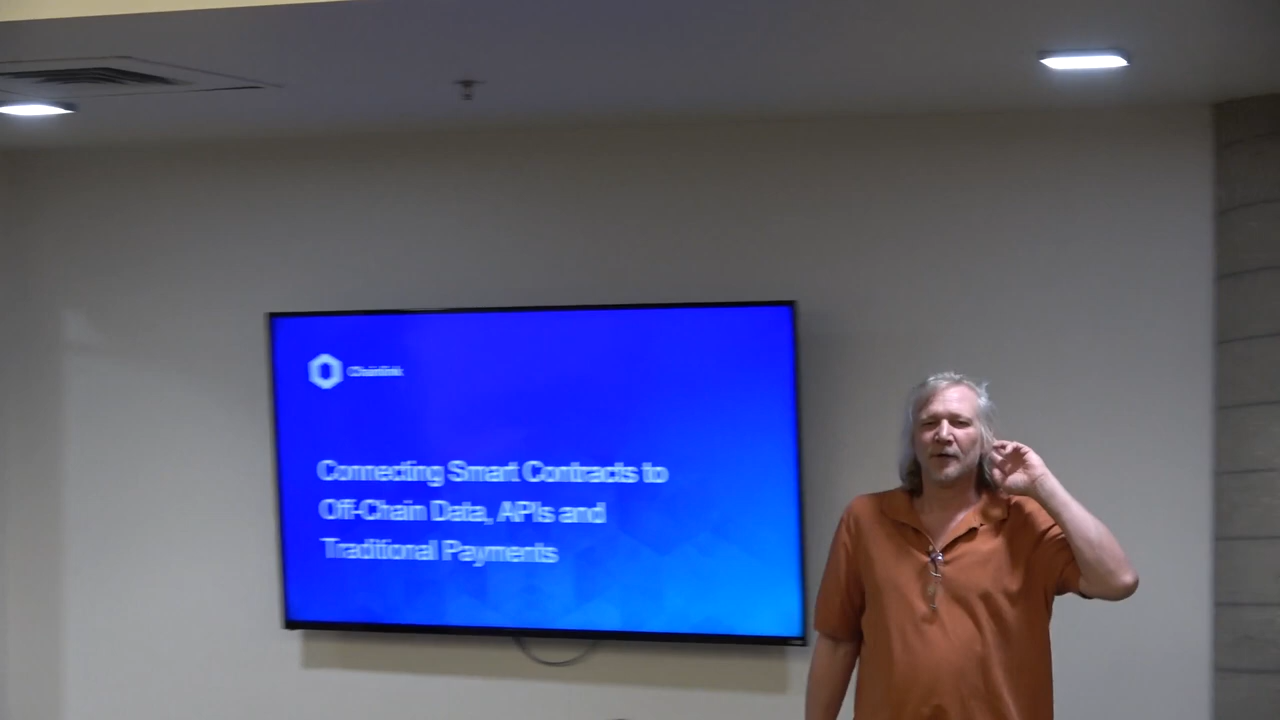 Chainlink
Connecting Smart Contracts to
Off-Chain Data, APIs and
Traditional Payments